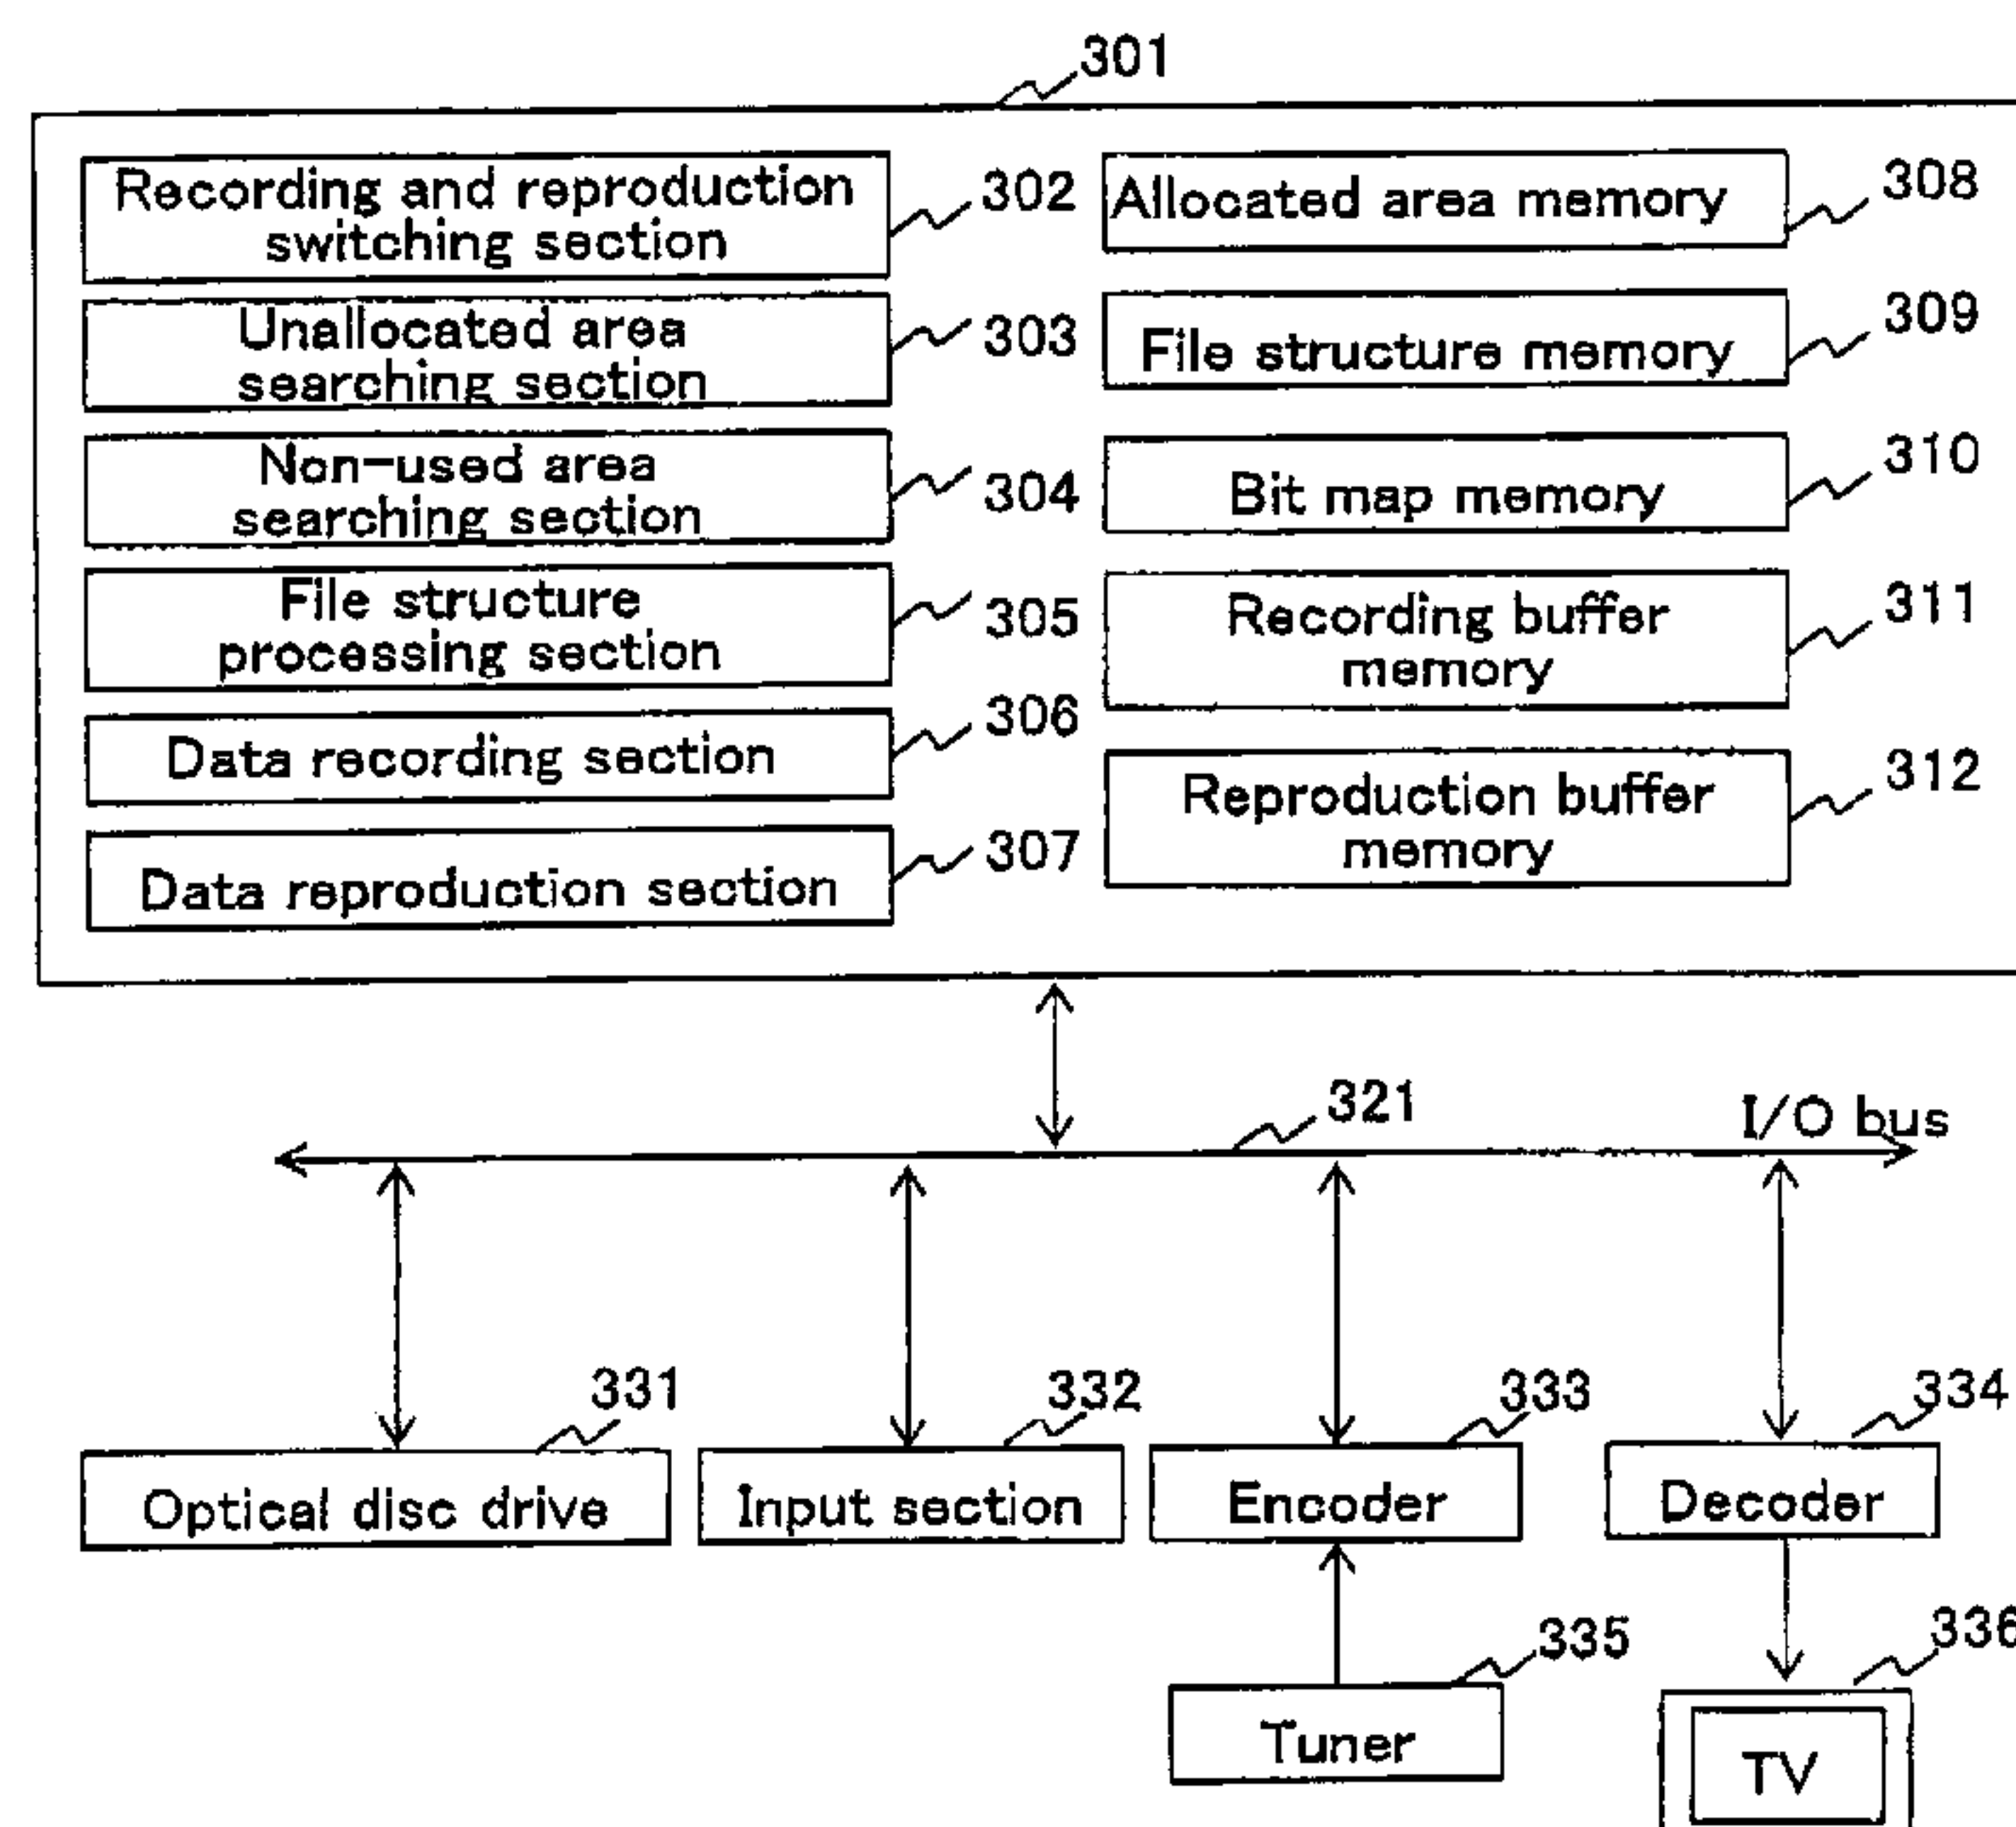 301
Recording and reproduction
switching section
302
Unallocated area
searching section
303
Non-used area
searching section
304
File structure
processing section
305
Data recording section
306
Data reproduction section
307
Allocated area memory
308
File structure memory
309
Bit map memory
310
Recording buffer
memory
311
Reproduction buffer
memory
312
321
I/O bus
331
Optical disc drive
332
Input section
333
Encoder
334
Decoder
335
Tuner
336
TV